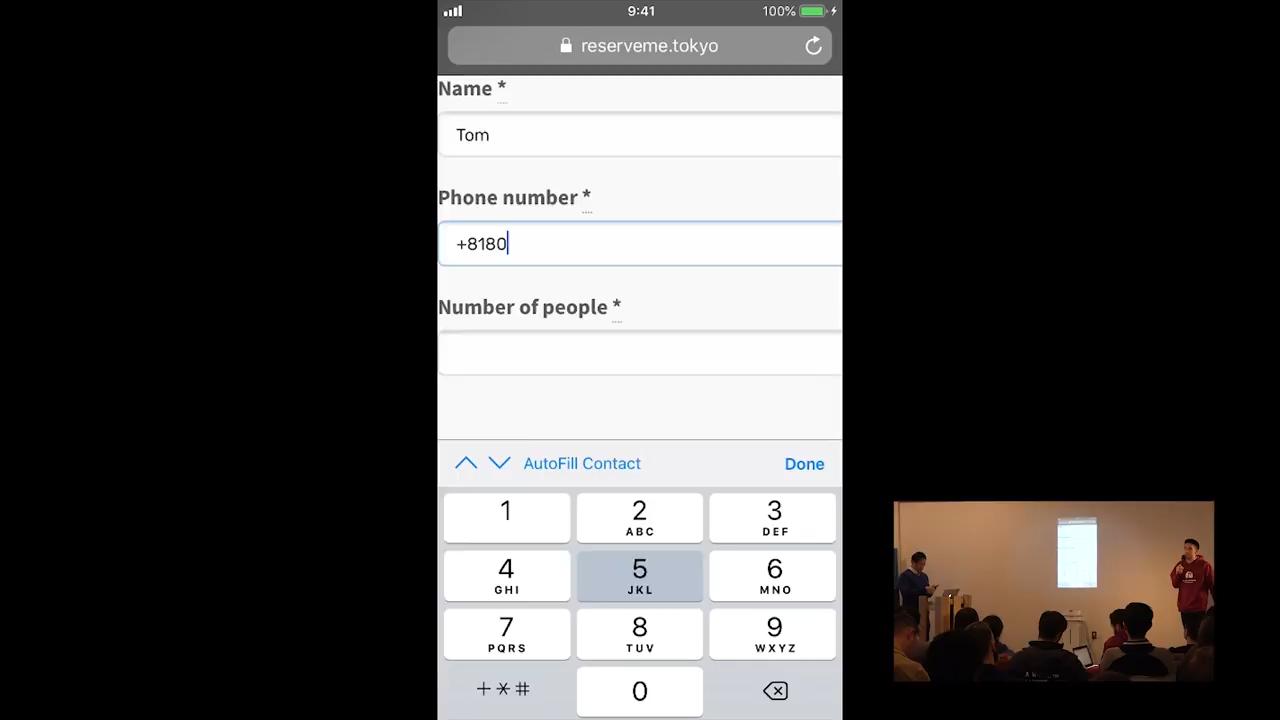 9:41
100%
reserveme.tokyo
Name *
Tom
Phone number *
+8180
Number of people *
AutoFill Contact
Done
1
2
3
ABC
DEF
4
5
6
GHI
JKL
MNO
7
8
9
PQRS
TUV
WXYZ
+*#
0